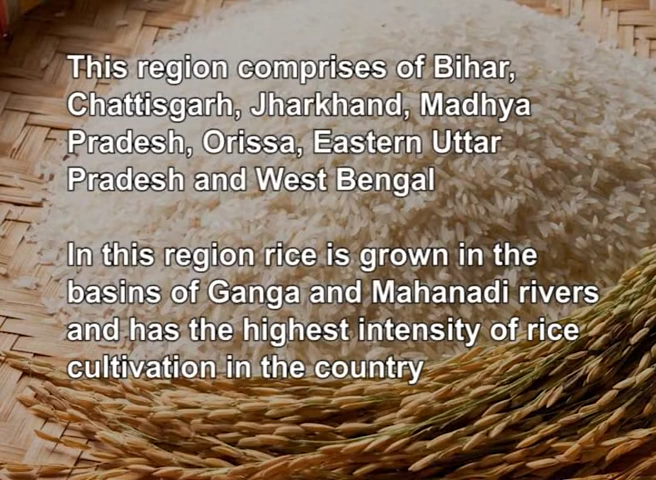 This region comprises of Bihar,
Chattisgarh, Jharkhand, Madhya
Pradesh, Orissa, Eastern Uttar
Pradesh and West Bengal
In this region rice is grown in the
basins of Ganga and Mahanadi rivers
and has the highest intensity of rice
cultivation in the country